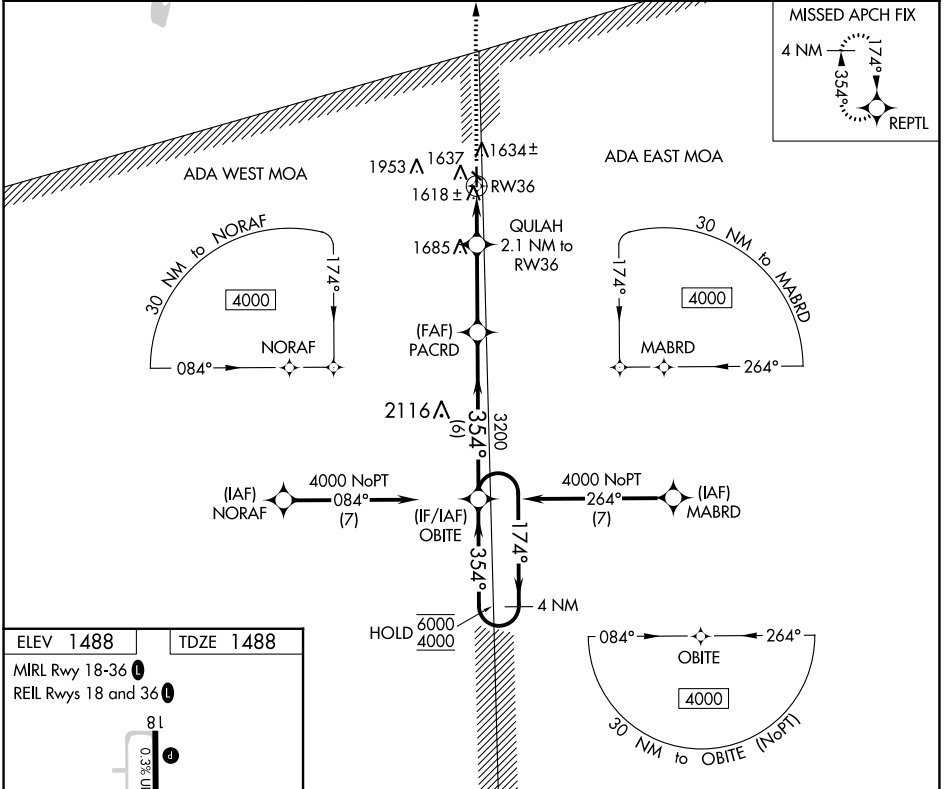 MISSED APCH FIX
4 NM
174°
354°
REPTL
ADA WEST MOA
ADA EAST MOA
1953
1637
1634±
1618±
RW36
QULAH
2.1 NM to
RW36
1685
(FAF)
PACRD
30 NM to NORAF
4000
174°
084°
NORAF
30 NM to MABRD
4000
174°
MABRD
264°
2116
(6)
354°
3200
(IAF)
NORAF
4000 NoPT
084°
(7)
(IF/IAF)
OBITE
4000 NoPT
264°
(7)
(IAF)
MABRD
354°
174°
4 NM
HOLD
6000
4000
084°
264°
OBITE
4000
30 NM to OBITE (NoPT)
ELEV 1488
TDZE 1488
MIRL Rwy 18-36 L
REIL Rwys 18 and 36 L
18
P